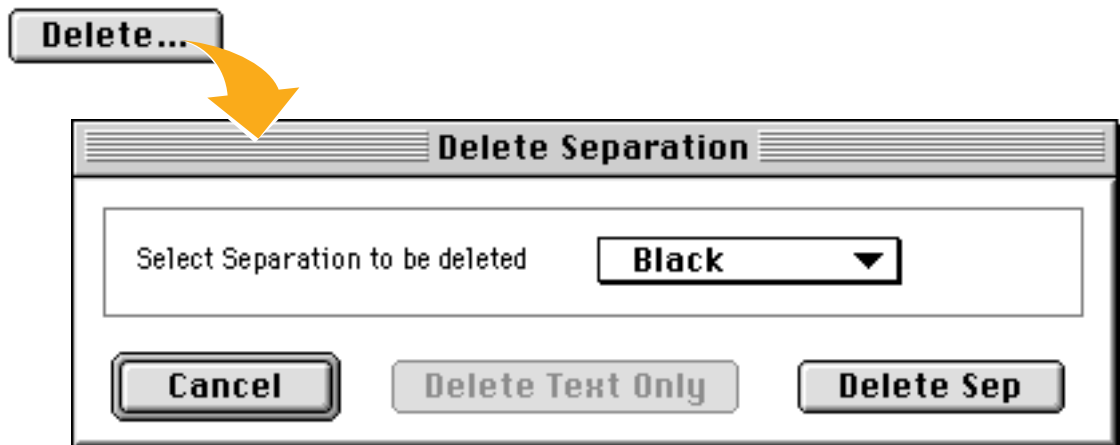 Delete...
Delete Separation
Select Separation to be deleted Black
Cancel Delete Text Only Delete Sep